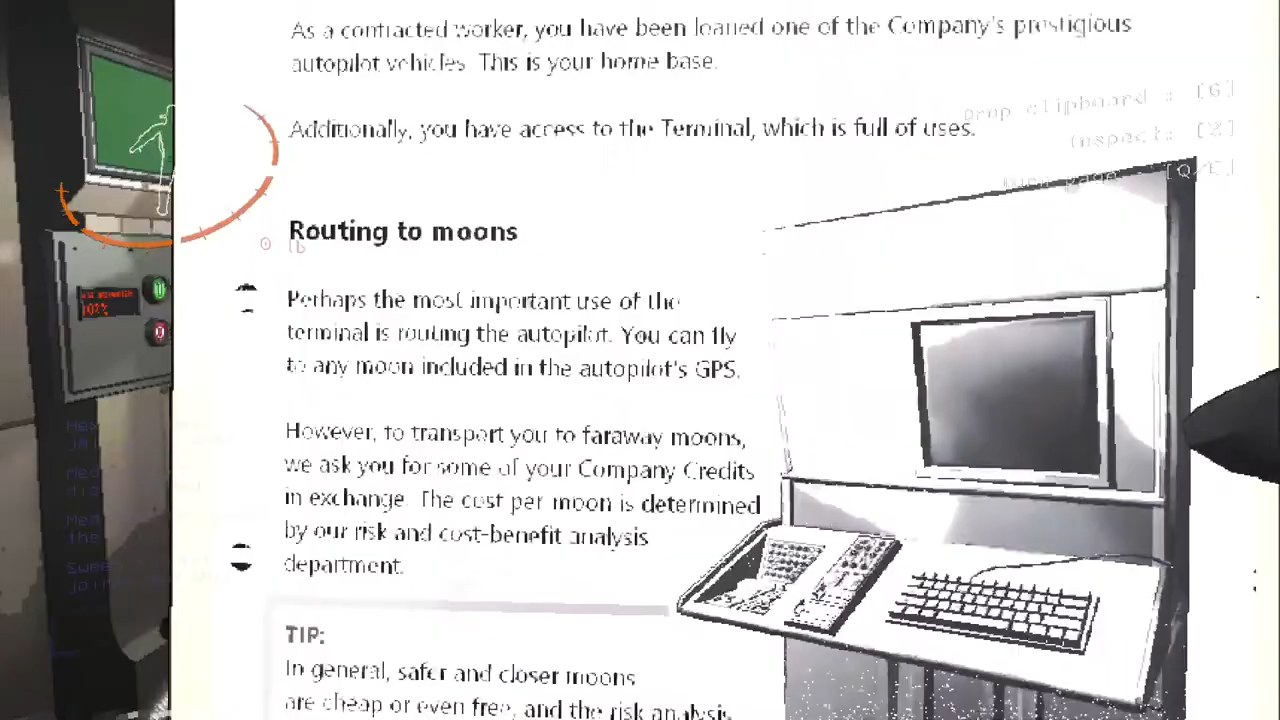 As a contracted worker, you have been loaned one of the Company's prestigious
autopilot vehicles. This is your home base.
Drop clipboard : [G]
Additionally, you have access to the Terminal, which is full of uses.
Inspect: [Z]
[Q/E]
Routing to moons
lb
Perhaps the most important use of the
terminal is routing the autopilot. You can fly
to any moon included in the autopilot's GPS.
However, to transport you to faraway moons,
we ask you for some of your Company Credits
in exchange. The cost per moon is determined
by our risk and cost-benefit analysis
department.
TIP:
In general, safer and closer moons
are cheap or even free, and the risk analysis